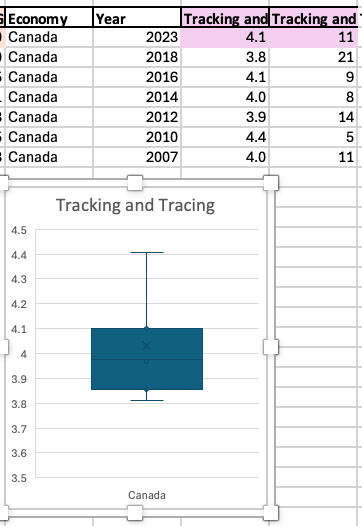 Economy Year Tracking and Tracking and
Canada 2023 4.1 11
Canada 2018 3.8 21
Canada 2016 4.1 9
Canada 2014 4.0 8
Canada 2012 3.9 14
Canada 2010 4.4 5
Canada 2007 4.0 11
Tracking and Tracing
4.5
4.4
4.3
4.2
4.1
4
3.9
3.8
3.7
3.6
3.5
Canada